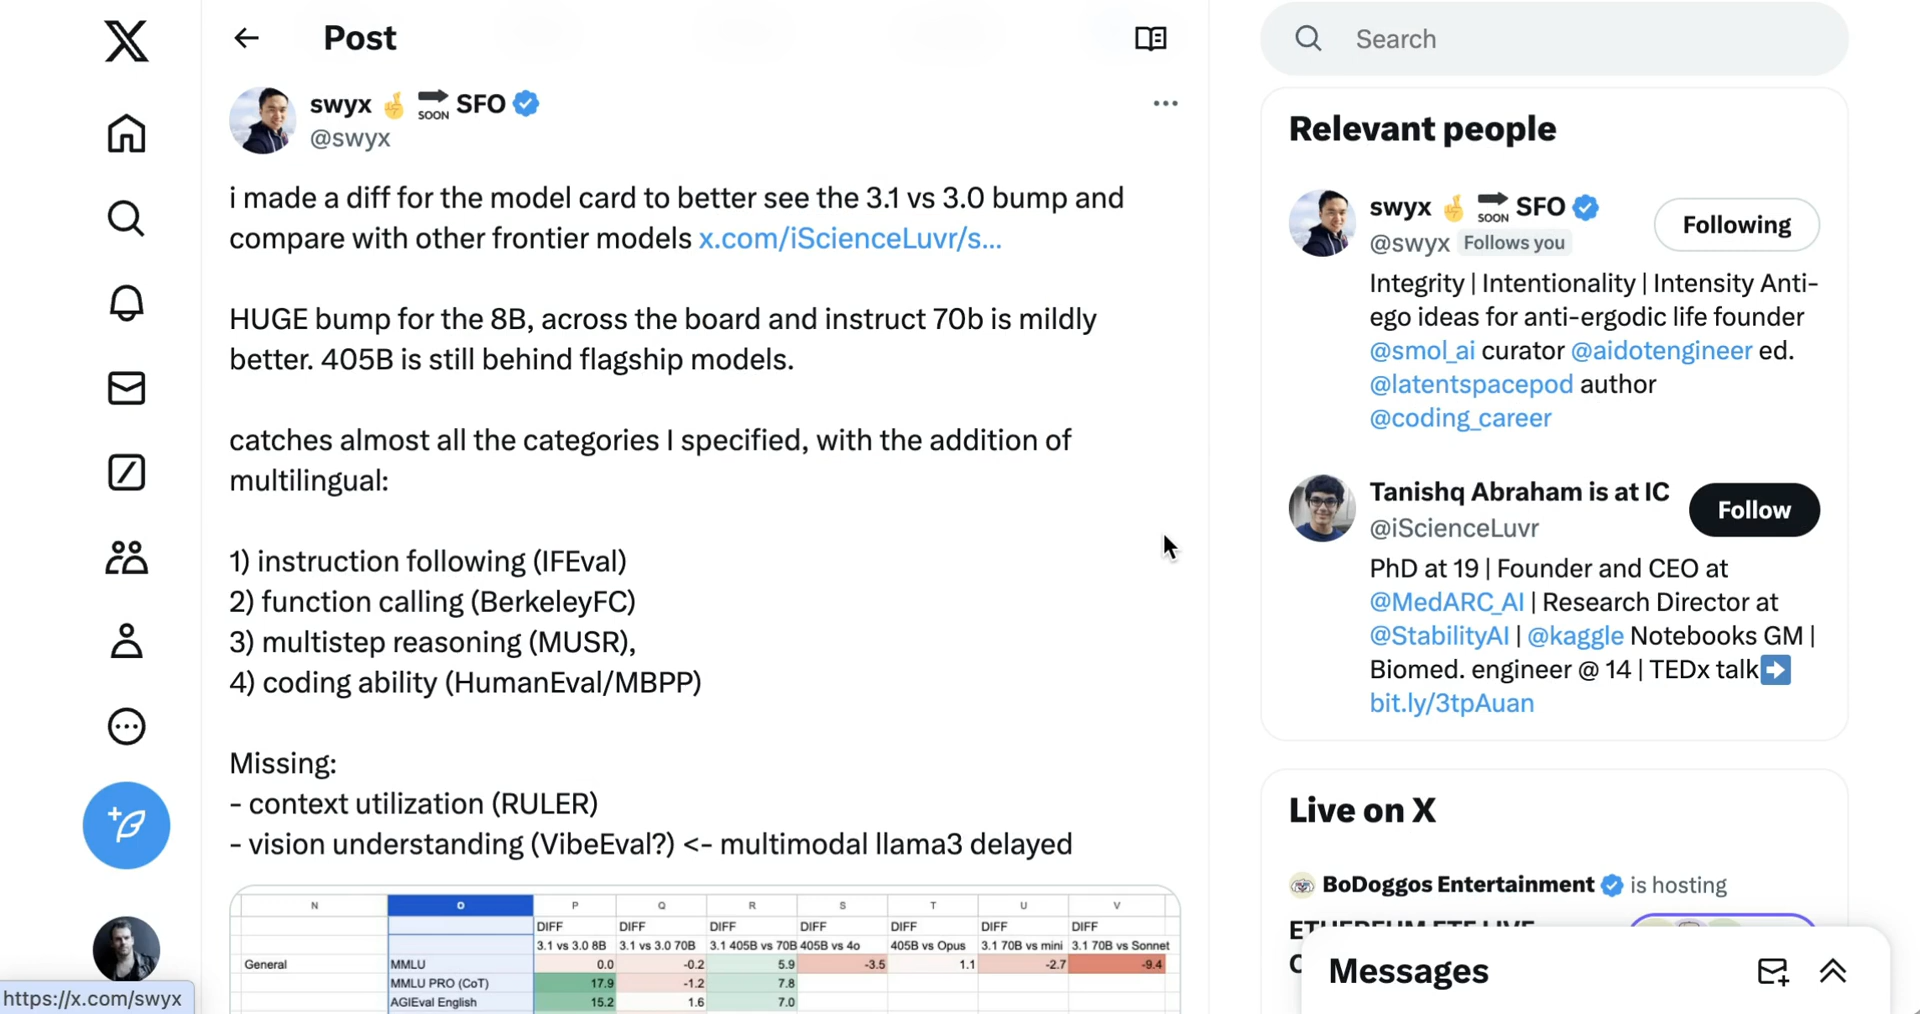 Post
swyx 🤞 SOON SFO
@swyx
i made a diff for the model card to better see the 3.1 vs 3.0 bump and
compare with other frontier models x.com/iScienceLuvr/s...
HUGE bump for the 8B, across the board and instruct 70b is mildly
better. 405B is still behind flagship models.
catches almost all the categories I specified, with the addition of
multilingual:
1) instruction following (IFEval)
2) function calling (BerkeleyFC)
3) multistep reasoning (MUSR),
4) coding ability (HumanEval/MBPP)
Missing:
- context utilization (RULER)
- vision understanding (VibeEval?) <- multimodal llama3 delayed
N O P Q R S T U V
DIFF DIFF DIFF DIFF DIFF DIFF DIFF
3.1 vs 3.0 8B 3.1 vs 3.0 70B 3.1 405B vs 70B 405B vs 4o 405B vs Opus 3.1 70B vs mini 3.1 70B vs Sonnet
General MMLU 0.0 -0.2 5.9 -3.5 1.1 -2.7 -9.4
MMLU PRO (CoT) 17.9 -1.2 7.8
AGIEval English 15.2 1.6 7.0
https://x.com/swyx
Search
Relevant people
swyx 🤞 SOON SFO
@swyx Follows you
Following
Integrity | Intentionality | Intensity Anti-
ego ideas for anti-ergodic life founder
@smol_ai curator @aidotengineer ed.
@latentspacepod author
@coding_career
Tanishq Abraham is at IC
@iScienceLuvr
Follow
PhD at 19 | Founder and CEO at
@MedARC_AI | Research Director at
@StabilityAI | @kaggle Notebooks GM |
Biomed. engineer @ 14 | TEDx talk➡️
bit.ly/3tpAuan
Live on X
BoDoggos Entertainment is hosting
ETHEREUM ETF LIVE
Messages